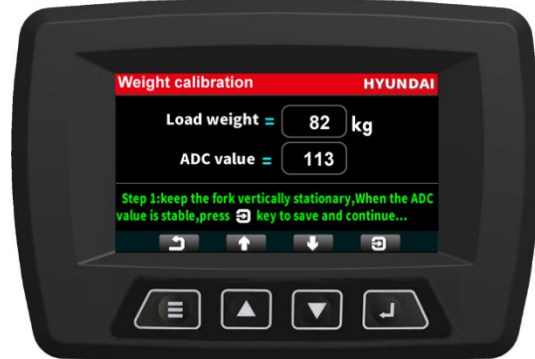 Weight calibration HYUNDAI
Load weight = 82 kg
ADC value = 113
Step 1:keep the fork vertically stationary,When the ADC
value is stable,press key to save and continue...